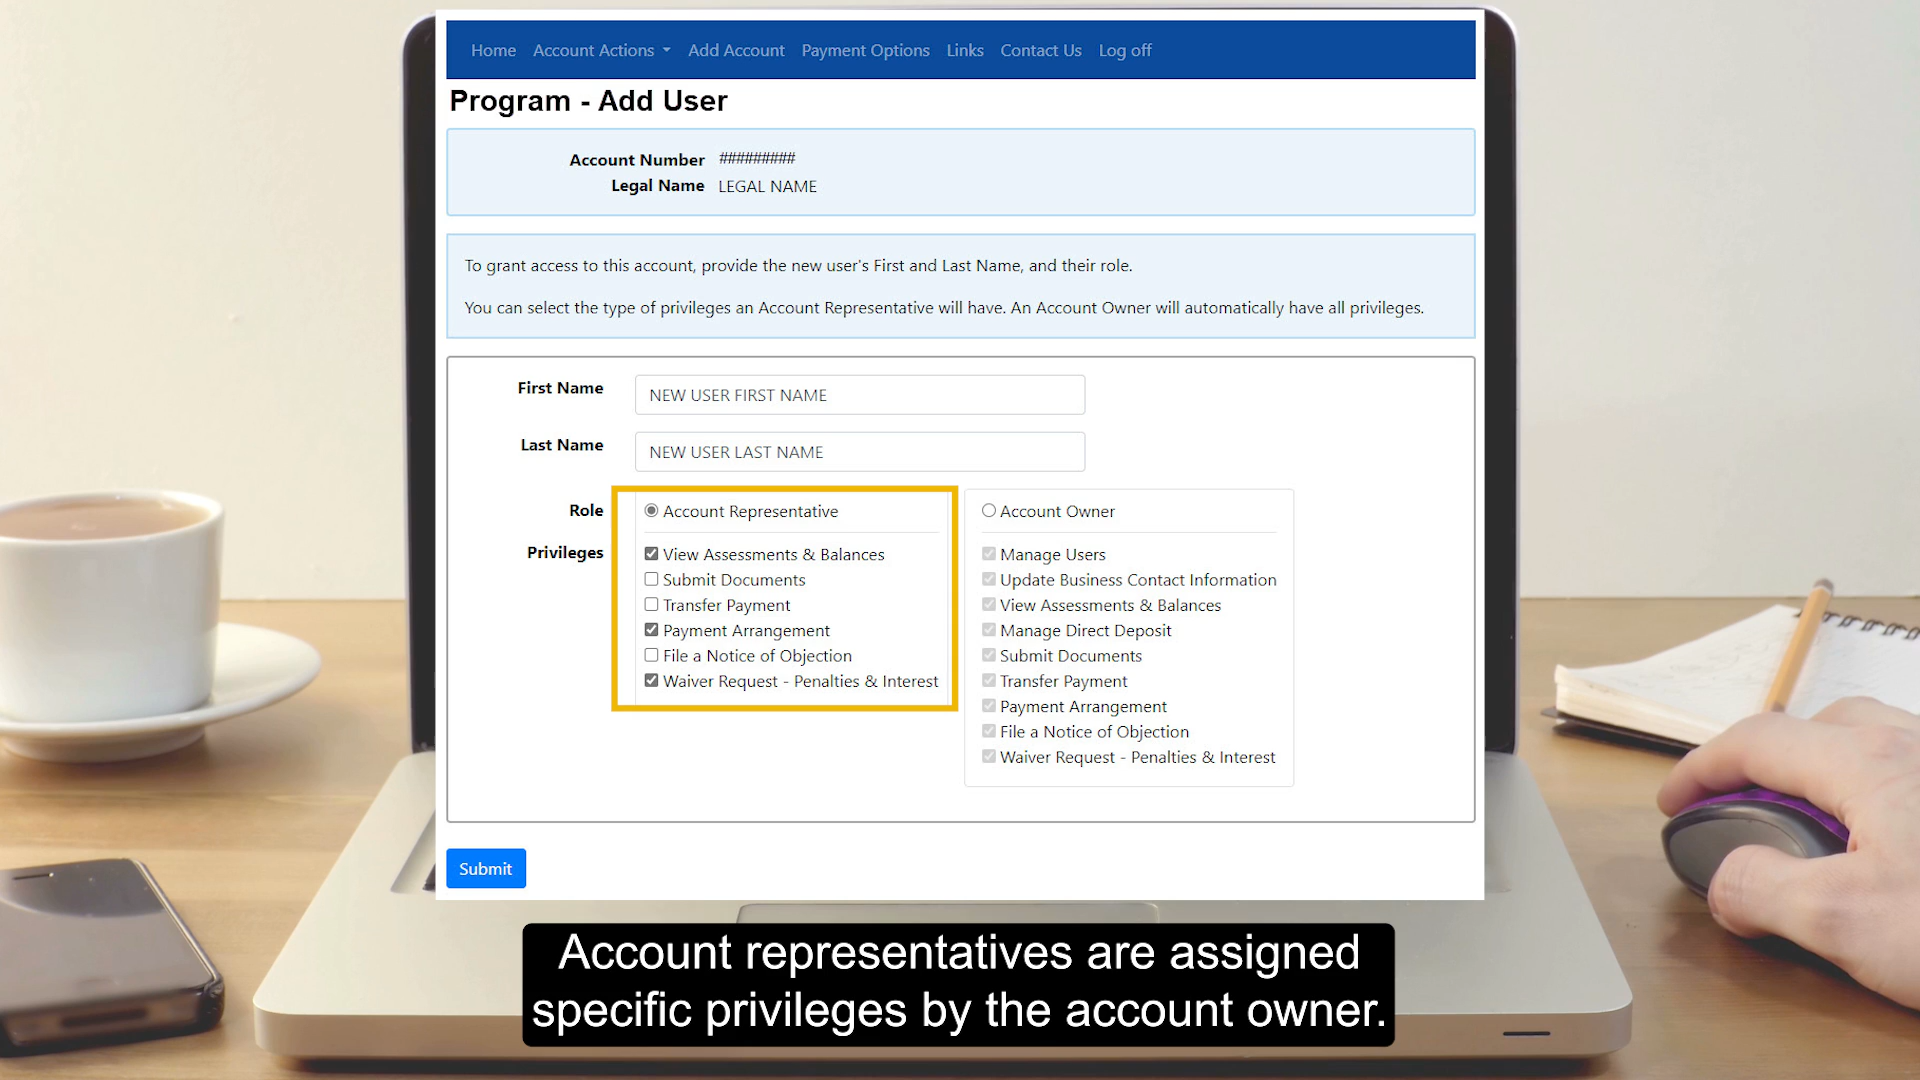 Home Account Actions Add Account Payment Options Links Contact Us Log off
Program - Add User
Account Number #########
Legal Name LEGAL NAME
To grant access to this account, provide the new user's First and Last Name, and their role.
You can select the type of privileges an Account Representative will have. An Account Owner will automatically have all privileges.
First Name NEW USER FIRST NAME
Last Name NEW USER LAST NAME
Role
Privileges
Account Representative
View Assessments & Balances
Submit Documents
Transfer Payment
Payment Arrangement
File a Notice of Objection
Waiver Request - Penalties & Interest
Account Owner
Manage Users
Update Business Contact Information
View Assessments & Balances
Manage Direct Deposit
Submit Documents
Transfer Payment
Payment Arrangement
File a Notice of Objection
Waiver Request - Penalties & Interest
Submit
Account representatives are assigned
specific privileges by the account owner.